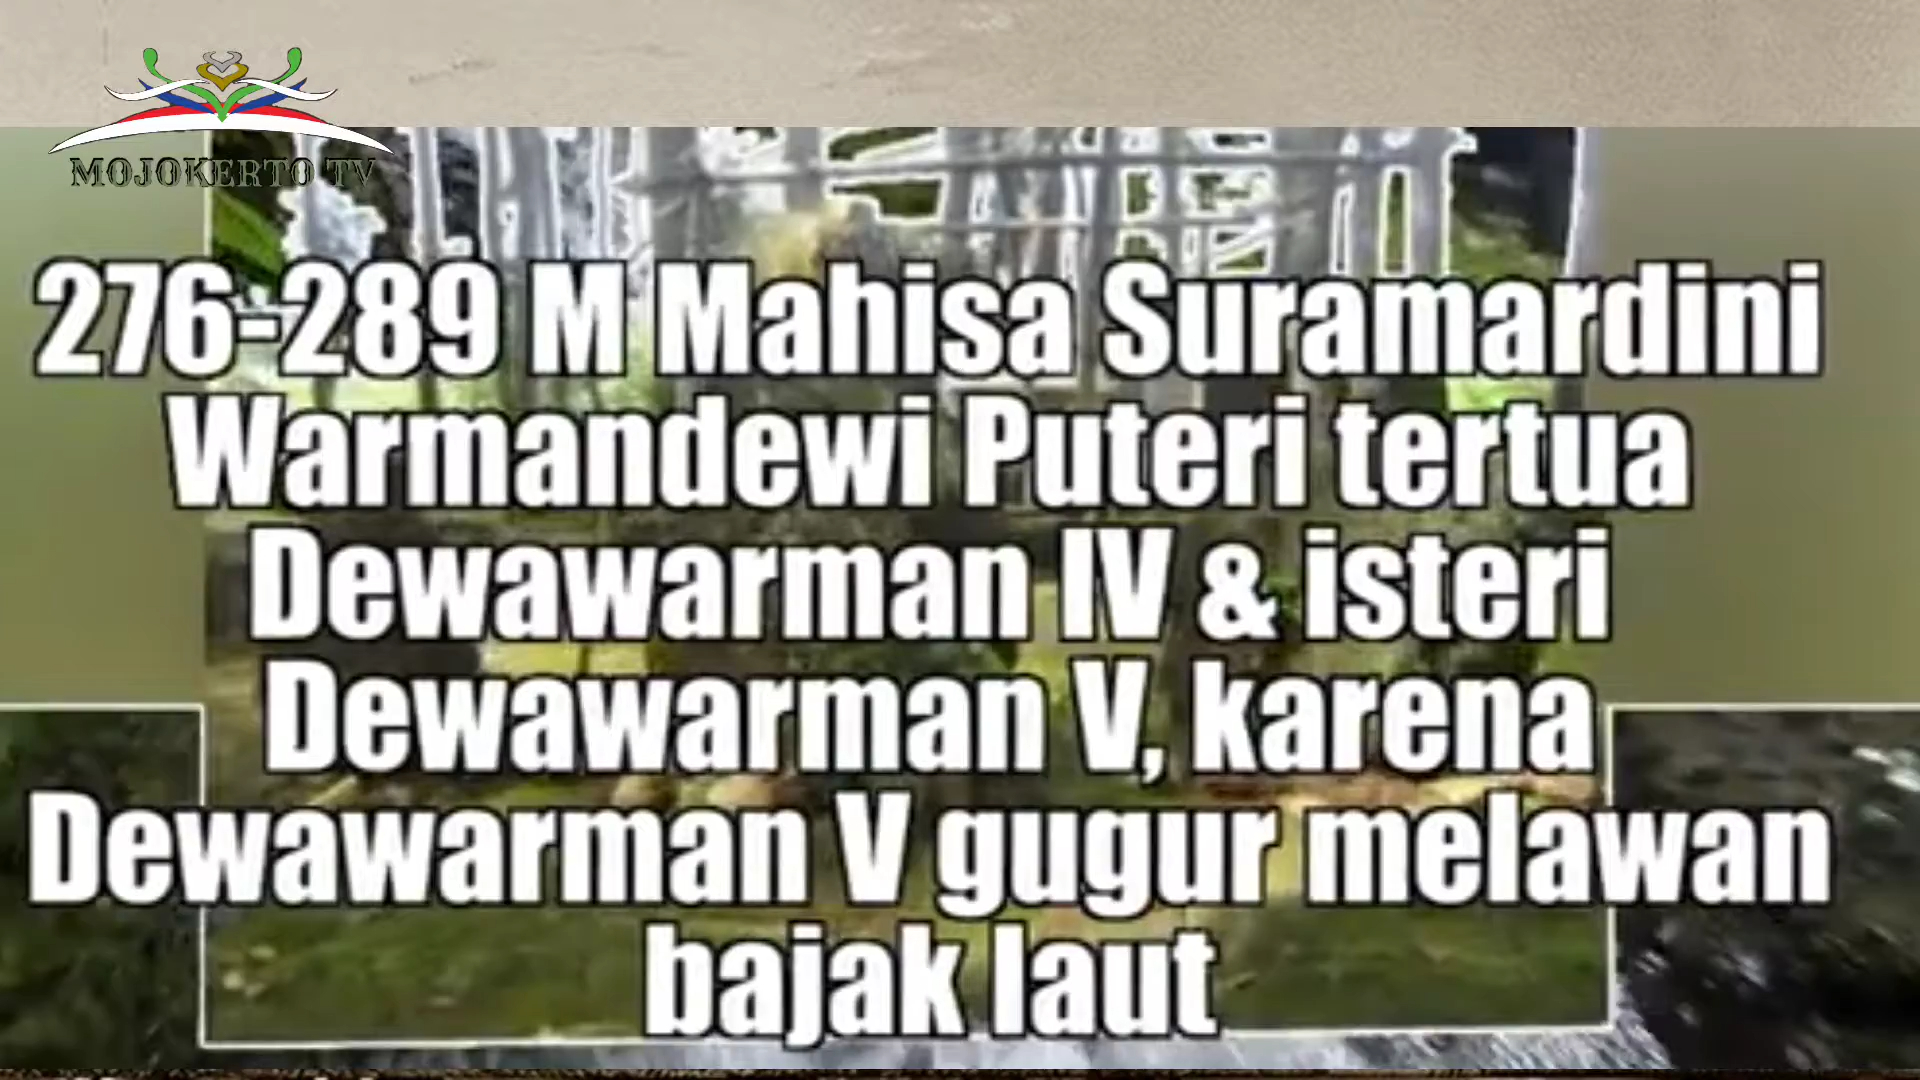 MOJOKERTO TV
276-289 M Mahisa Suramardini
Warmandewi Puteri tertua
Dewawarman IV & isteri
Dewawarman V, karena
Dewawarman V gugur melawan
bajak laut